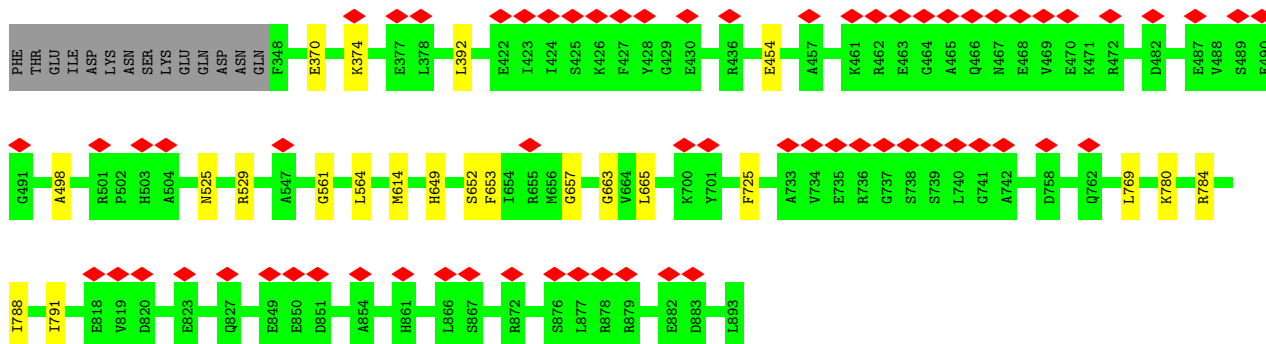 PHE THR GLU ILE ASP LYS ASN SER LYS GLU GLN ASP ASN GLN F348 E370 K374 E377 L378 L392 E422 I423 I424 S425 K426 F427 Y428 G429 E430 R436 E454 A457 K461 R462 E463 G464 A465 Q466 N467 E468 V469 E470 K471 R472 D482 E487 V488 S489 E490
G491 A498 R501 P502 H503 A504 N525 R529 A547 G561 L564 M614 H649 S652 F653 I654 R655 M656 G657 G663 V664 L665 K700 Y701 F725 A733 V734 E735 R736 G737 S738 S739 L740 G741 A742 D758 Q762 L769 K780 R784
I788 I791 E818 V819 D820 E823 Q827 E849 E850 D851 A854 H861 L866 S867 R872 S876 L877 R878 R879 E882 D883 L893